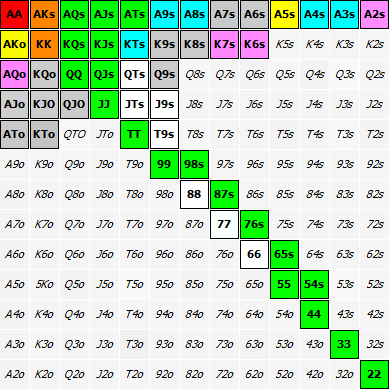 AA AKs AQs AJs ATs A9s A8s A7s A6s A5s A4s A3s A2s
AKo KK KQs KJs KTs K9s K8s K7s K6s K5s K4s K3s K2s
AQo KQo QQ QJs QTs Q9s Q8s Q7s Q6s Q5s Q4s Q3s Q2s
AJo KJO QJO JJ JTs J9s J8s J7s J6s J5s J4s J3s J2s
ATo KTo QTO JTo TT T9s T8s T7s T6s T5s T4s T3s T2s
A9o K9o Q9o J9o T9o 99 98s 97s 96s 95s 94s 93s 92s
A8o K8o Q8o J8o T8o 98o 88 87s 86s 85s 84s 83s 82s
A7o K7o Q7o J7o T7o 97o 87o 77 76s 75s 74s 73s 72s
A6o K6o Q6o J6o T6o 96o 86o 76o 66 65s 64s 63s 62s
A5o 5Ko Q5o J5o T5o 95o 85o 75o 65o 55 54s 53s 52s
A4o K4o Q4o J4o T4o 94o 84o 74o 64o 54o 44 43s 42s
A3o K3o Q3o J3o T3o 93o 83o 73o 63o 53o 43o 33 32s
A2o K2o Q2o J2o T2o 92o 82o 72o 62o 52o 42o 32o 22